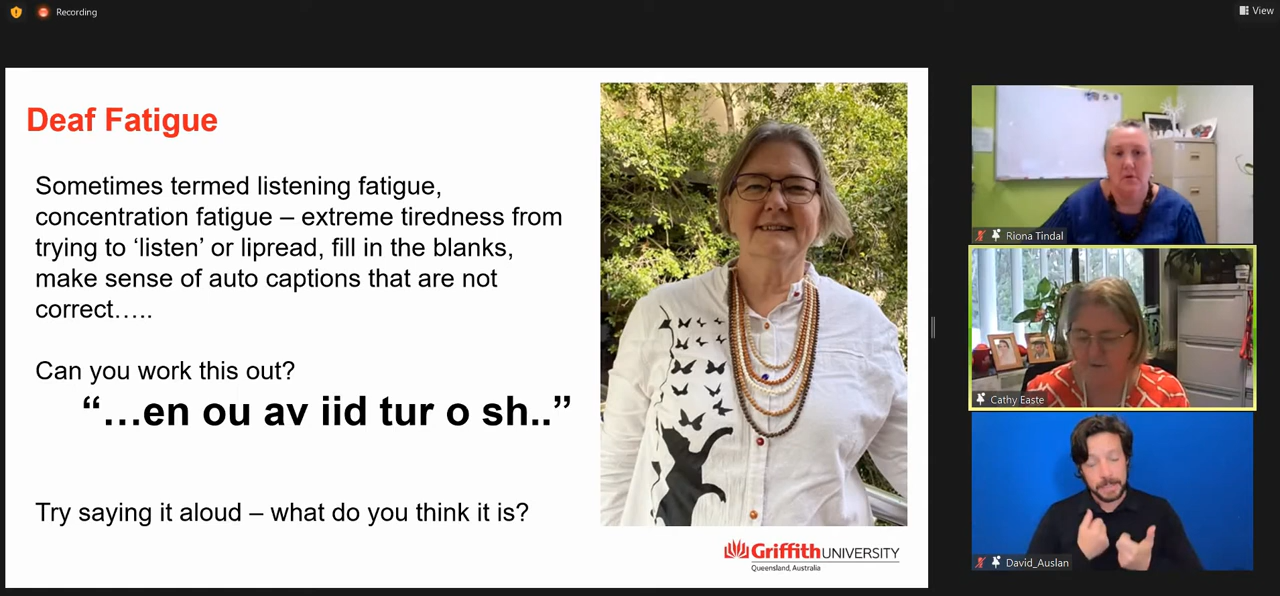 Recording
View
Deaf Fatigue
Sometimes termed listening fatigue,
concentration fatigue – extreme tiredness from
trying to ‘listen’ or lipread, fill in the blanks,
make sense of auto captions that are not
correct…..
Can you work this out?
“…en ou av iid tur o sh..”
Try saying it aloud – what do you think it is?
Griffith UNIVERSITY
Queensland, Australia
Riona Tindal
Cathy Easte
David_Auslan